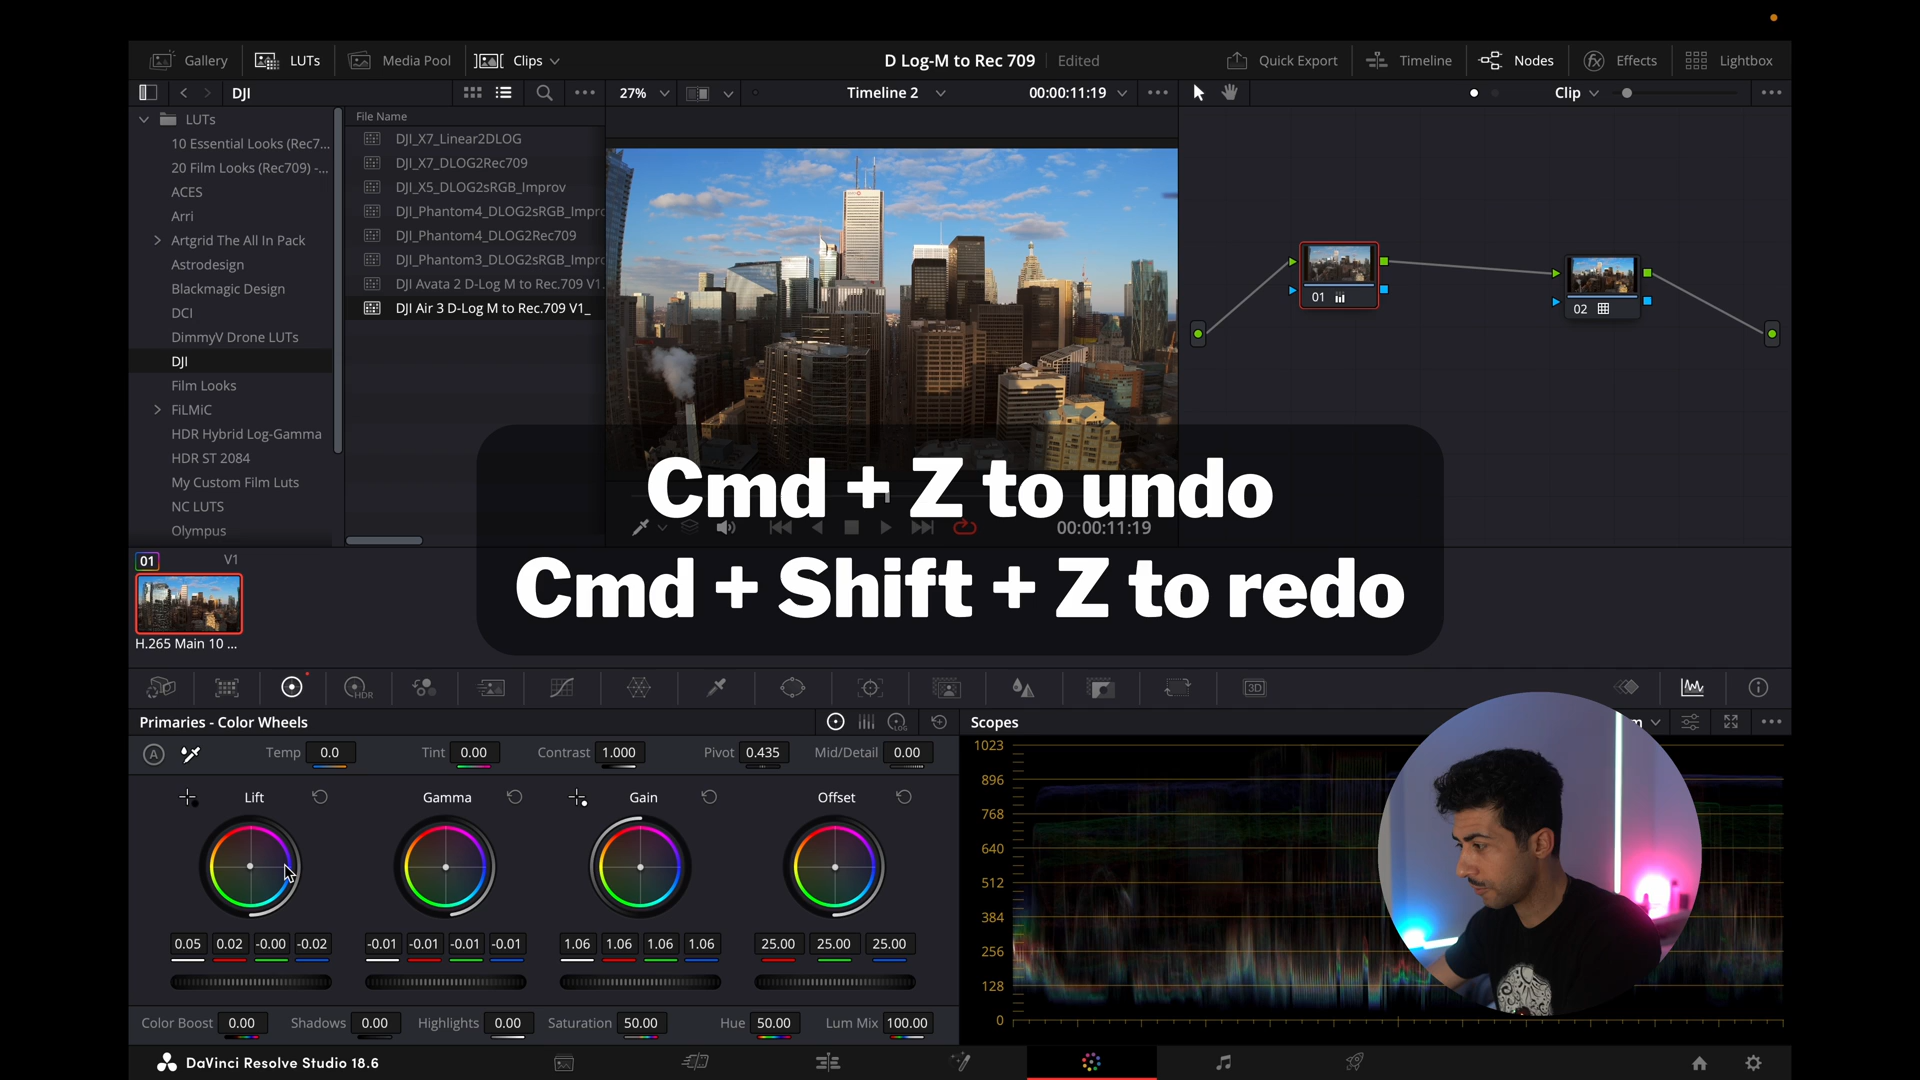 Gallery
LUTs
Media Pool
Clips
D Log-M to Rec 709
Edited
Quick Export
Timeline
Nodes
Effects
Lightbox
DJI
27%
Timeline 2
00:00:11:19
Clip
LUTs
10 Essential Looks (Rec7...
20 Film Looks (Rec709) -...
ACES
Arri
Artgrid The All In Pack
Astrodesign
Blackmagic Design
DCI
DimmyV Drone LUTs
DJI
Film Looks
FiLMiC
HDR Hybrid Log-Gamma
HDR ST 2084
My Custom Film Luts
NC LUTS
Olympus
File Name
DJI_X7_Linear2DLOG
DJI_X7_DLOG2Rec709
DJI_X5_DLOG2sRGB_Improv
DJI_Phantom4_DLOG2sRGB_Impro
DJI_Phantom4_DLOG2Rec709
DJI_Phantom3_DLOG2sRGB_Impro
DJI Avata 2 D-Log M to Rec.709 V1.
DJI Air 3 D-Log M to Rec.709 V1_
01
02
Cmd + Z to undo
00:00:11:19
Cmd + Shift + Z to redo
01 V1
H.265 Main 10 ...
HDR
3D
Primaries - Color Wheels
LOG
Scopes
m
A
Temp 0.0
Tint 0.00
Contrast 1.000
Pivot 0.435
Mid/Detail 0.00
Lift
Gamma
Gain
Offset
0.05 0.02 -0.00 -0.02
-0.01 -0.01 -0.01 -0.01
1.06 1.06 1.06 1.06
25.00 25.00 25.00
Color Boost 0.00
Shadows 0.00
Highlights 0.00
Saturation 50.00
Hue 50.00
Lum Mix 100.00
1023
896
768
640
512
384
256
128
0
DaVinci Resolve Studio 18.6